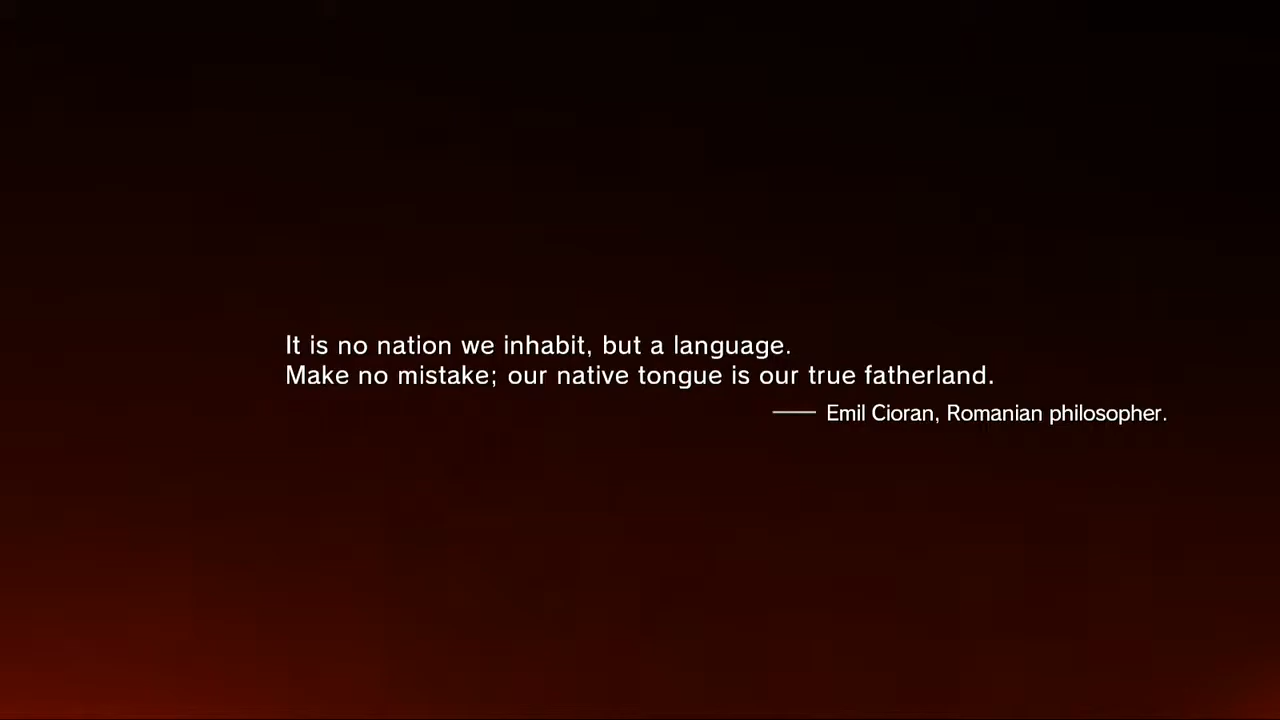 It is no nation we inhabit, but a language.
Make no mistake; our native tongue is our true fatherland.
—— Emil Cioran, Romanian philosopher.